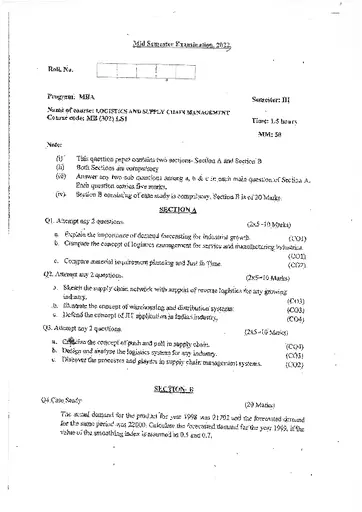 Mid Semester Examination, 2022
Roll. No.
Program: MBA
Semester: III
Name of course: LOGISTICS AND SUPPLY CHAIN MANAGEMENT
Course code: MB (302) LS1
Time: 1.5 hours
MM: 50
Note:
(i) This question paper contains two sections- Section A and Section B
(ii) Both Sections are compulsory
(iii) Answer any two sub questions among a, b & c in each main question of Section A.
Each question carries five marks.
(iv) Section B consisting of case study is compulsory. Section B is of 20 Marks
SECTION A
Q1. Attempt any 2 questions. (2x5=10 Marks)
a. Explain the importance of demand forecasting for industrial growth. (CO1)
b. Compare the concept of logistics management for service and manufacturing industries.
(CO2)
c. Compare material requirement planning and Just In Time. (CO2)
Q2. Attempt any 2 questions. (2x5=10 Marks)
a. Sketch the supply chain network with support of reverse logistics for any growing
industry. (CO3)
b. Illustrate the concept of warehousing and distribution systems. (CO3)
c. Defend the concept of JIT application in Indian industry. (CO4)
Q3. Attempt any 2 questions. (2x5=10 Marks)
a. of push and pull in supply chain. (CO4)
b. Design and analyse the logistics system for any industry. (CO3)
c. Discover the processes and players in supply chain management systems. (CO2)
SECTION- B
Q4 Case Study (20 Marks)
The actual demand for the product for year 1998 was 21702 and the forecasted demand
for the same period was 22000. Calculate the forecasted demand for the year 1999, if the
value of the smoothing index is assumed as 0.5 and 0.7.